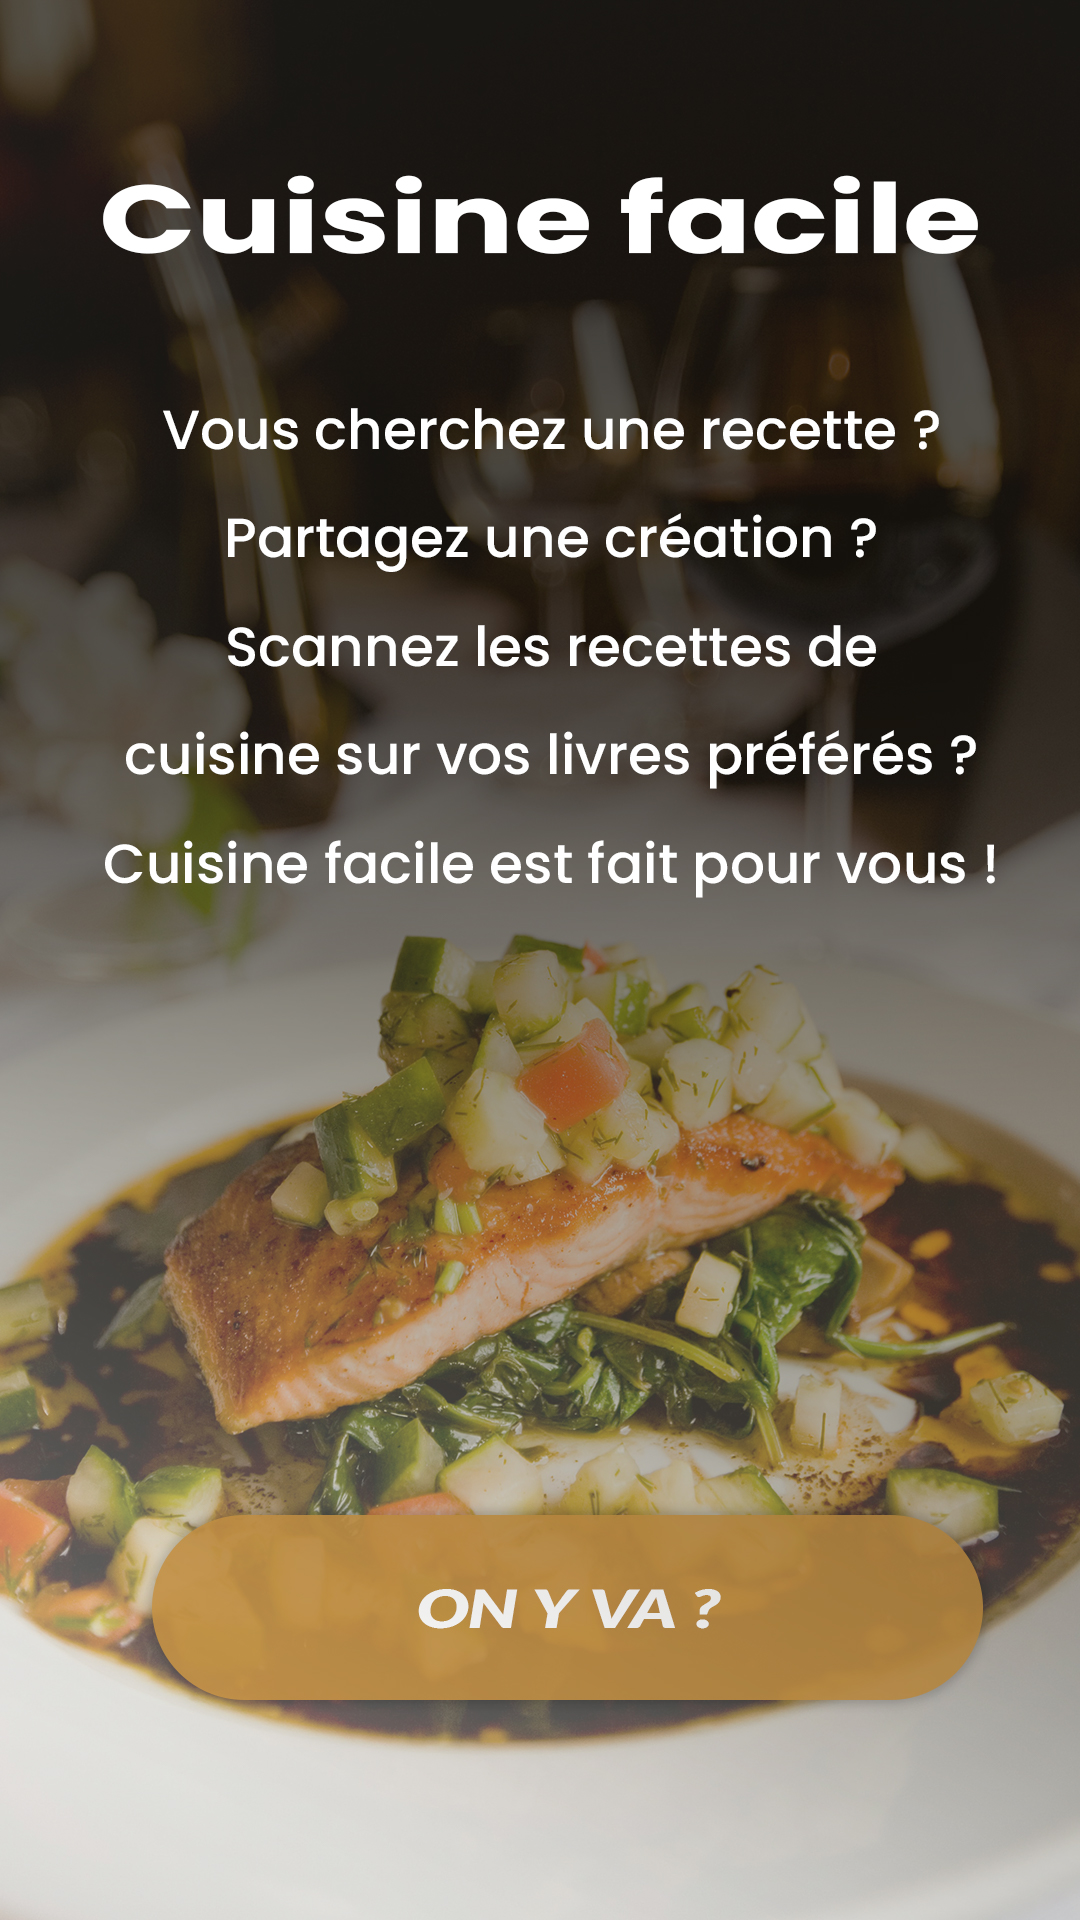 Cuisine facile
Vous cherchez une recette ?
Partagez une création ?
Scannez les recettes de
cuisine sur vos livres préférés ?
Cuisine facile est fait pour vous !
ON Y VA ?